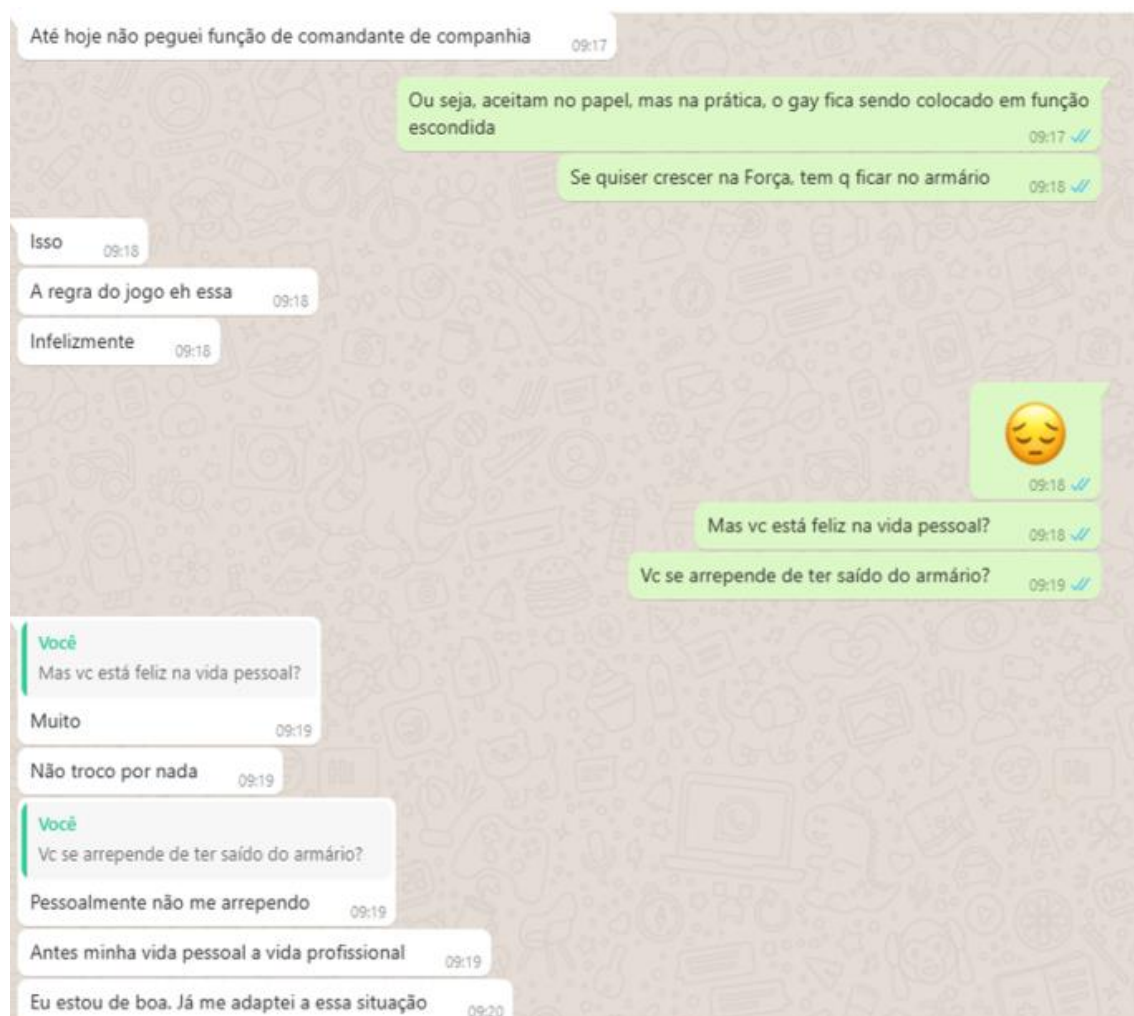 Até hoje não peguei função de comandante de companhia
09:17
Ou seja, aceitam no papel, mas na prática, o gay fica sendo colocado em função
escondida
09:17
Se quiser crescer na Força, tem q ficar no armário
09:18
Isso
09:18
A regra do jogo eh essa
09:18
Infelizmente
09:18
09:18
Mas vc está feliz na vida pessoal?
09:18
Vc se arrepende de ter saído do armário?
09:19
Você
Mas vc está feliz na vida pessoal?
Muito
09:19
Não troco por nada
09:19
Você
Vc se arrepende de ter saído do armário?
Pessoalmente não me arrependo
09:19
Antes minha vida pessoal a vida profissional
09:19
Eu estou de boa. Já me adaptei a essa situação
09:20